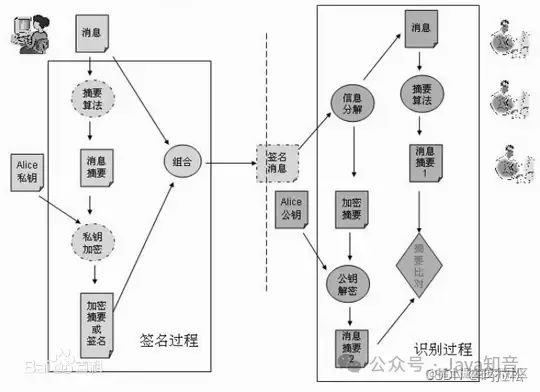 消息
摘要
算法
Alice
私钥
消息
摘要
组合
私钥
加密
加密
摘要
或
签名
签名过程
签名
消息
信息
分解
消息
摘要
算法
消息
摘要
1
Alice
公钥
加密
摘要
公钥
解密
摘要
比对
消息
摘要
2
识别过程
Baidu百科
公众号 · Java知音